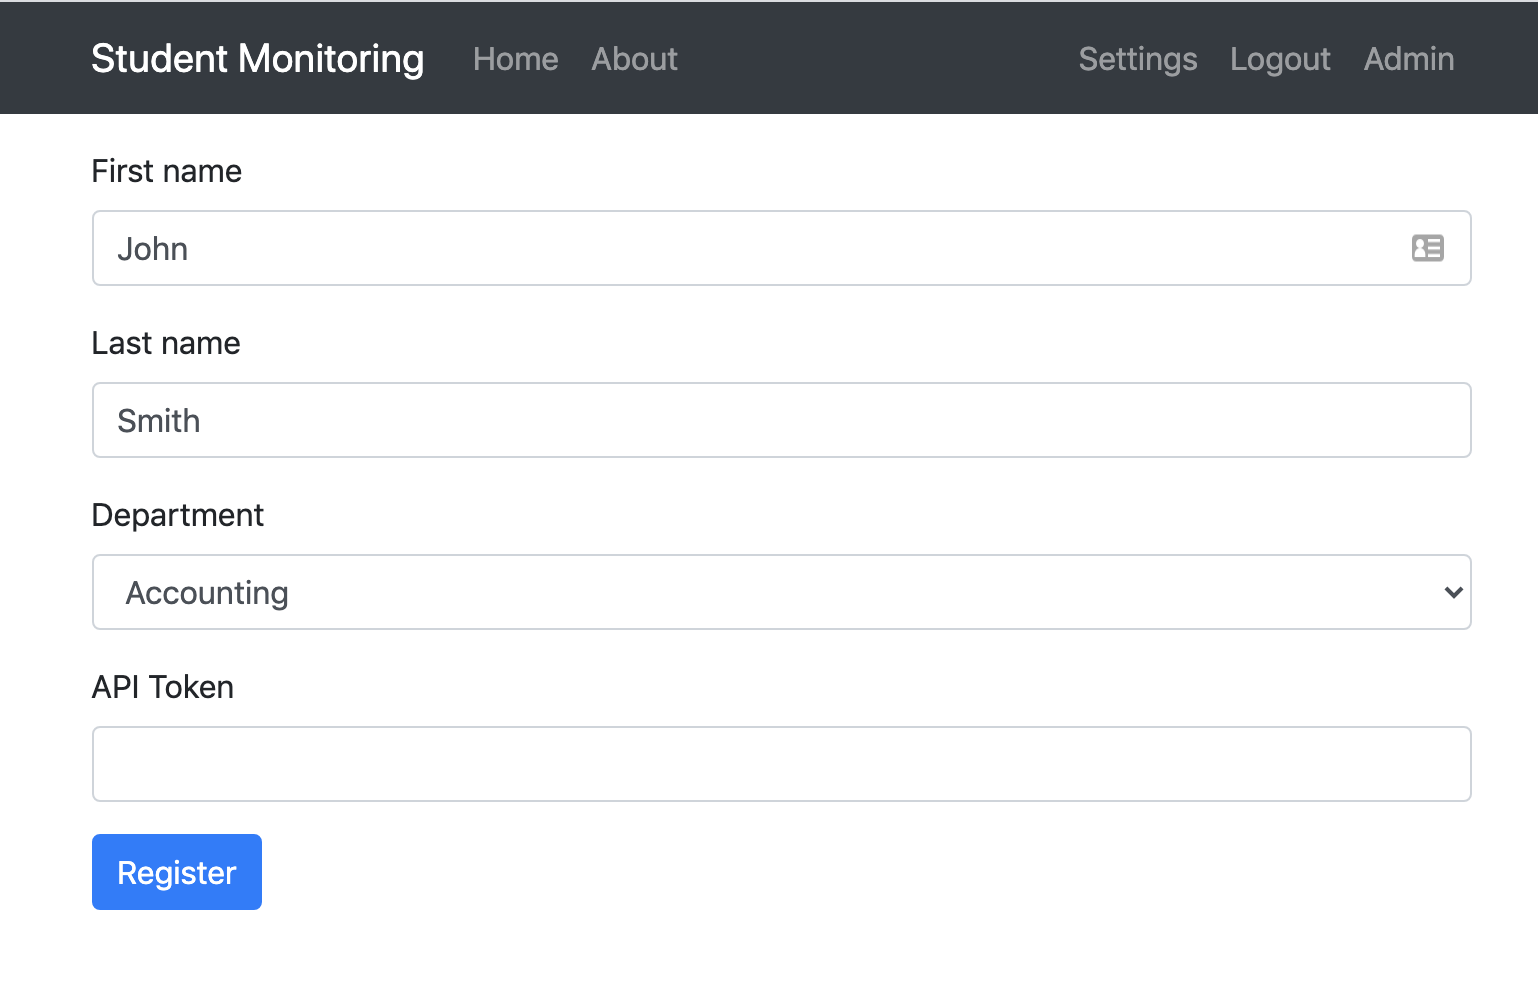 Student Monitoring Home About Settings Logout Admin
First name
John
Last name
Smith
Department
Accounting
API Token
Register